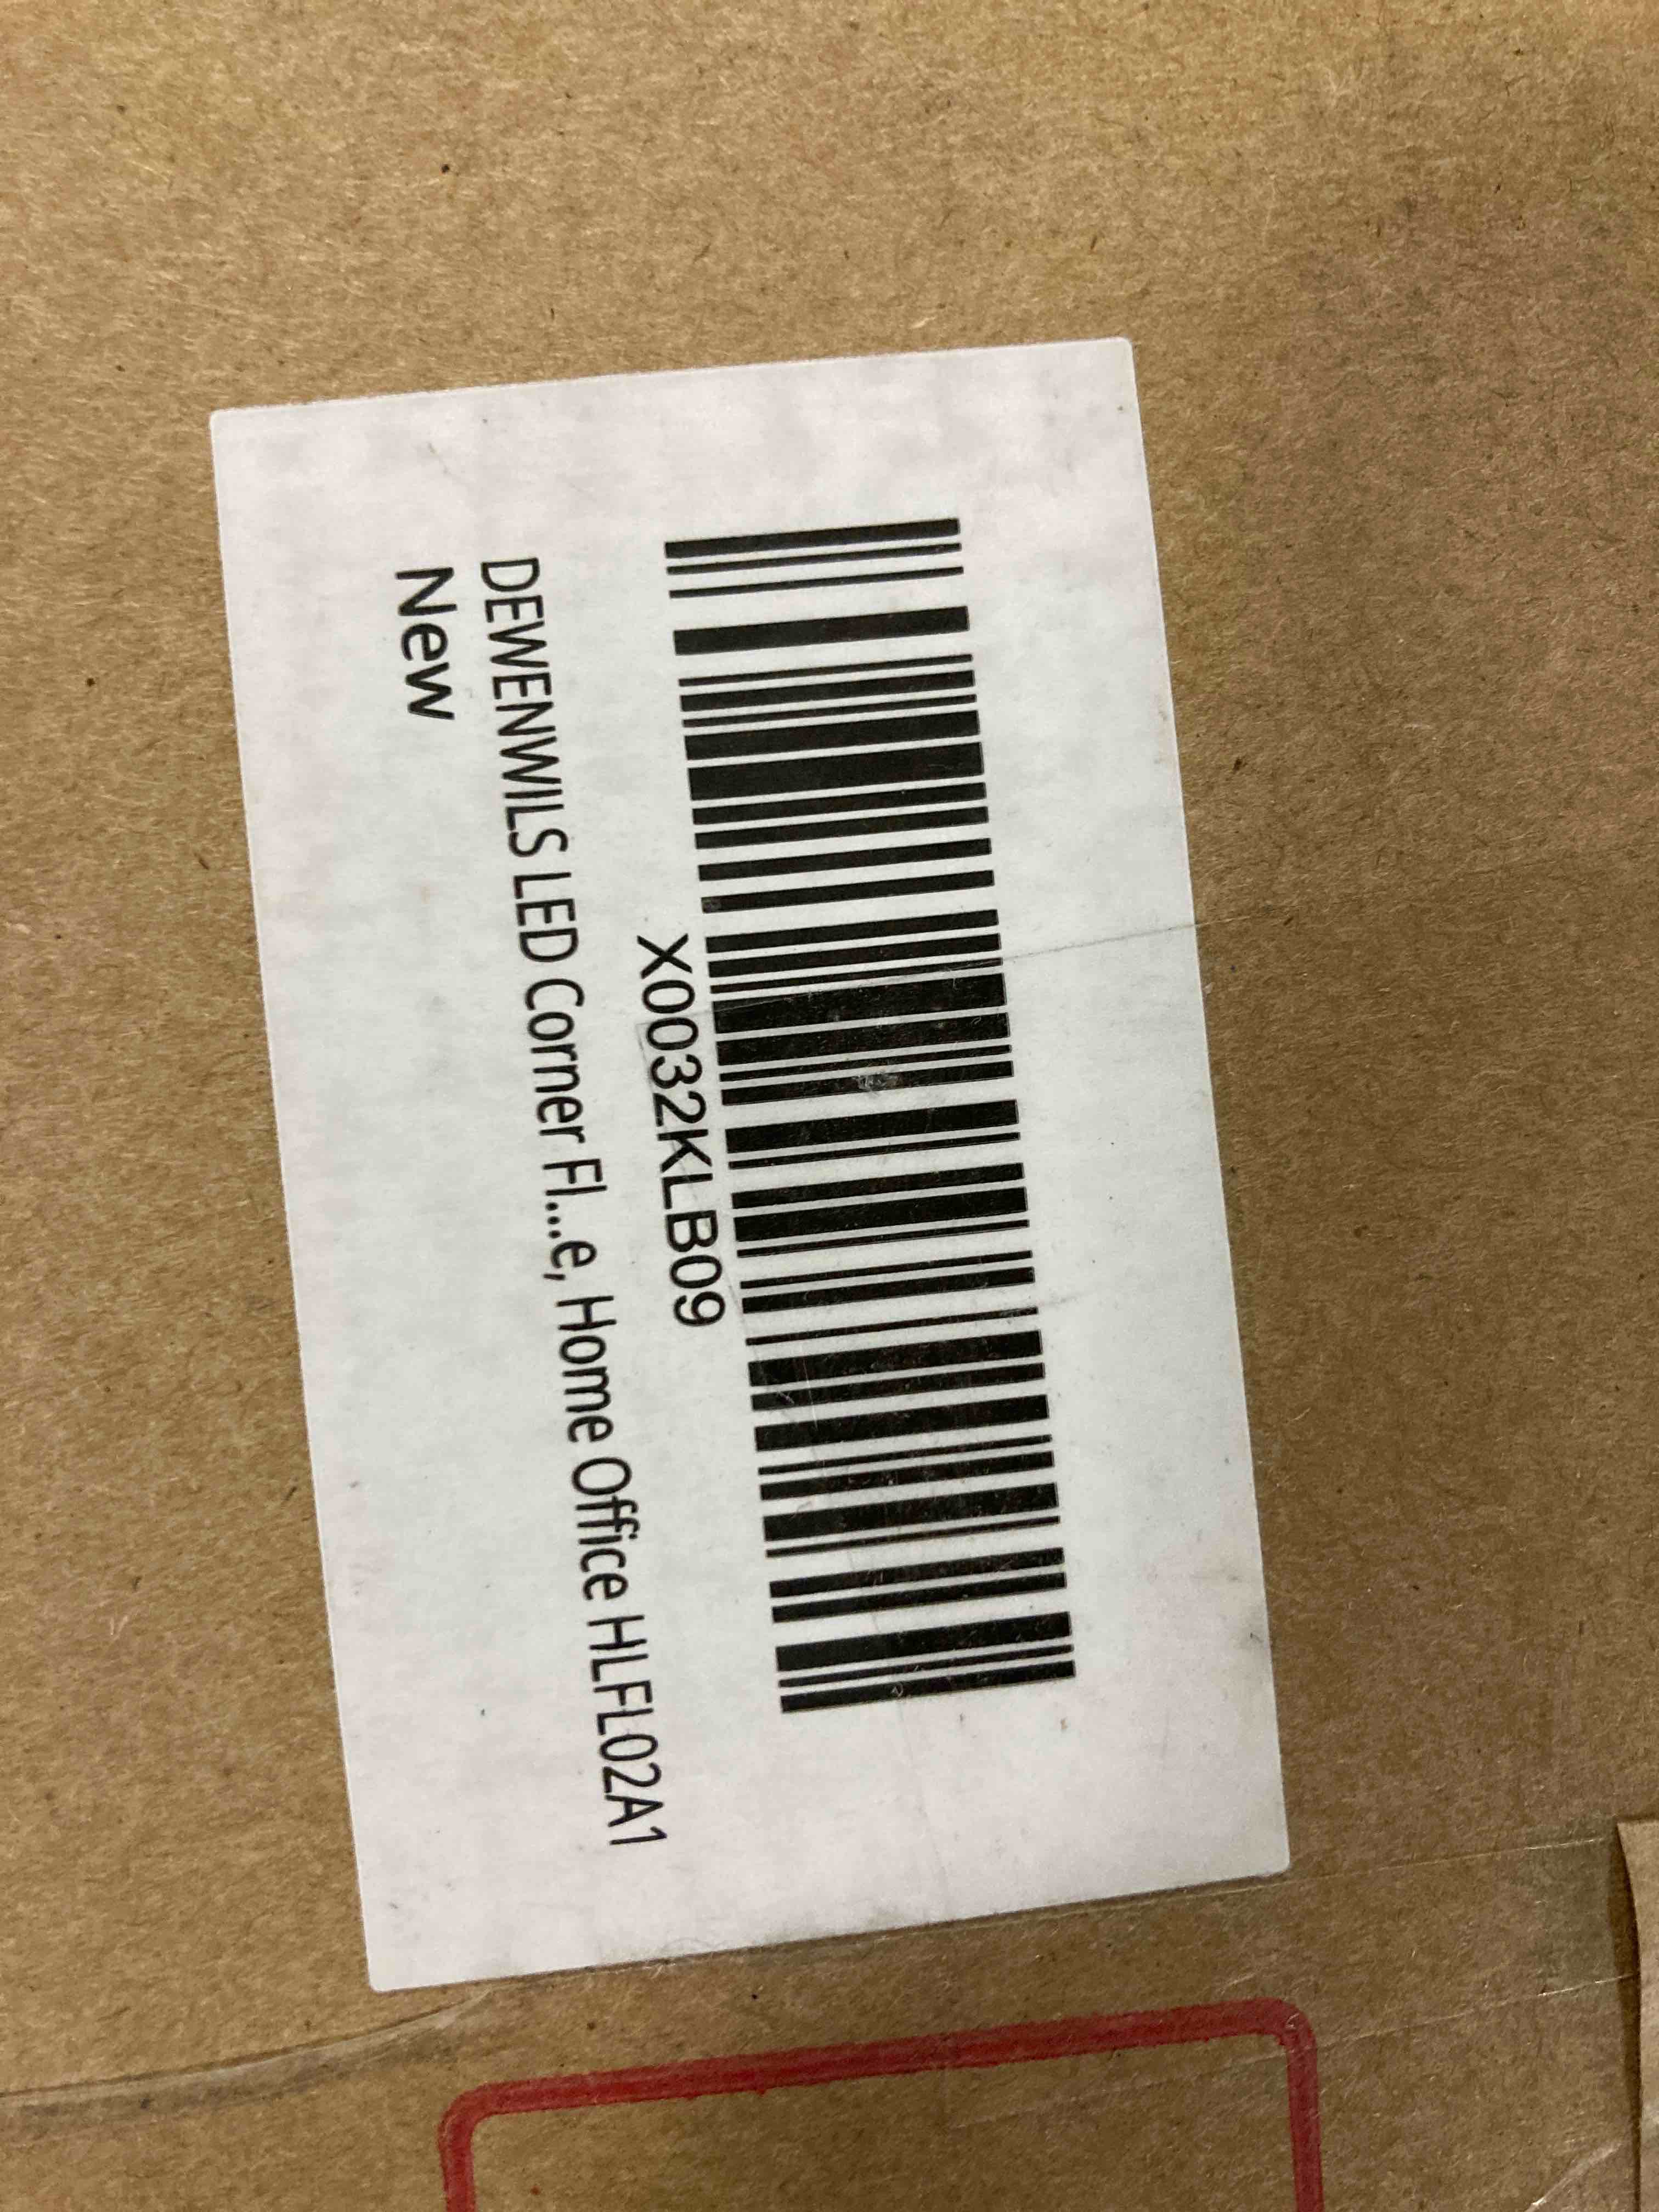 X0032KLB09
DEWENWILS LED Corner Fl...e, Home Office HLFL02A1
New